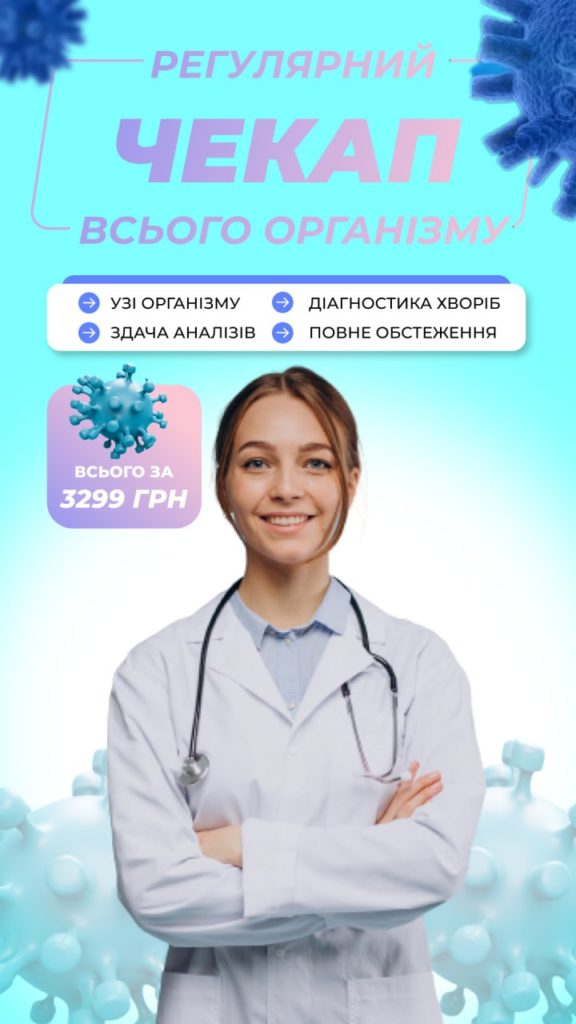 РЕГУЛЯРНИЙ
ЧЕКАП
ВСЬОГО ОРГАНІЗМУ
УЗІ ОРГАНІЗМУ
ДІАГНОСТИКА ХВОРІБ
ЗДАЧА АНАЛІЗІВ
ПОВНЕ ОБСТЕЖЕННЯ
ВСЬОГО ЗА
3299 ГРН